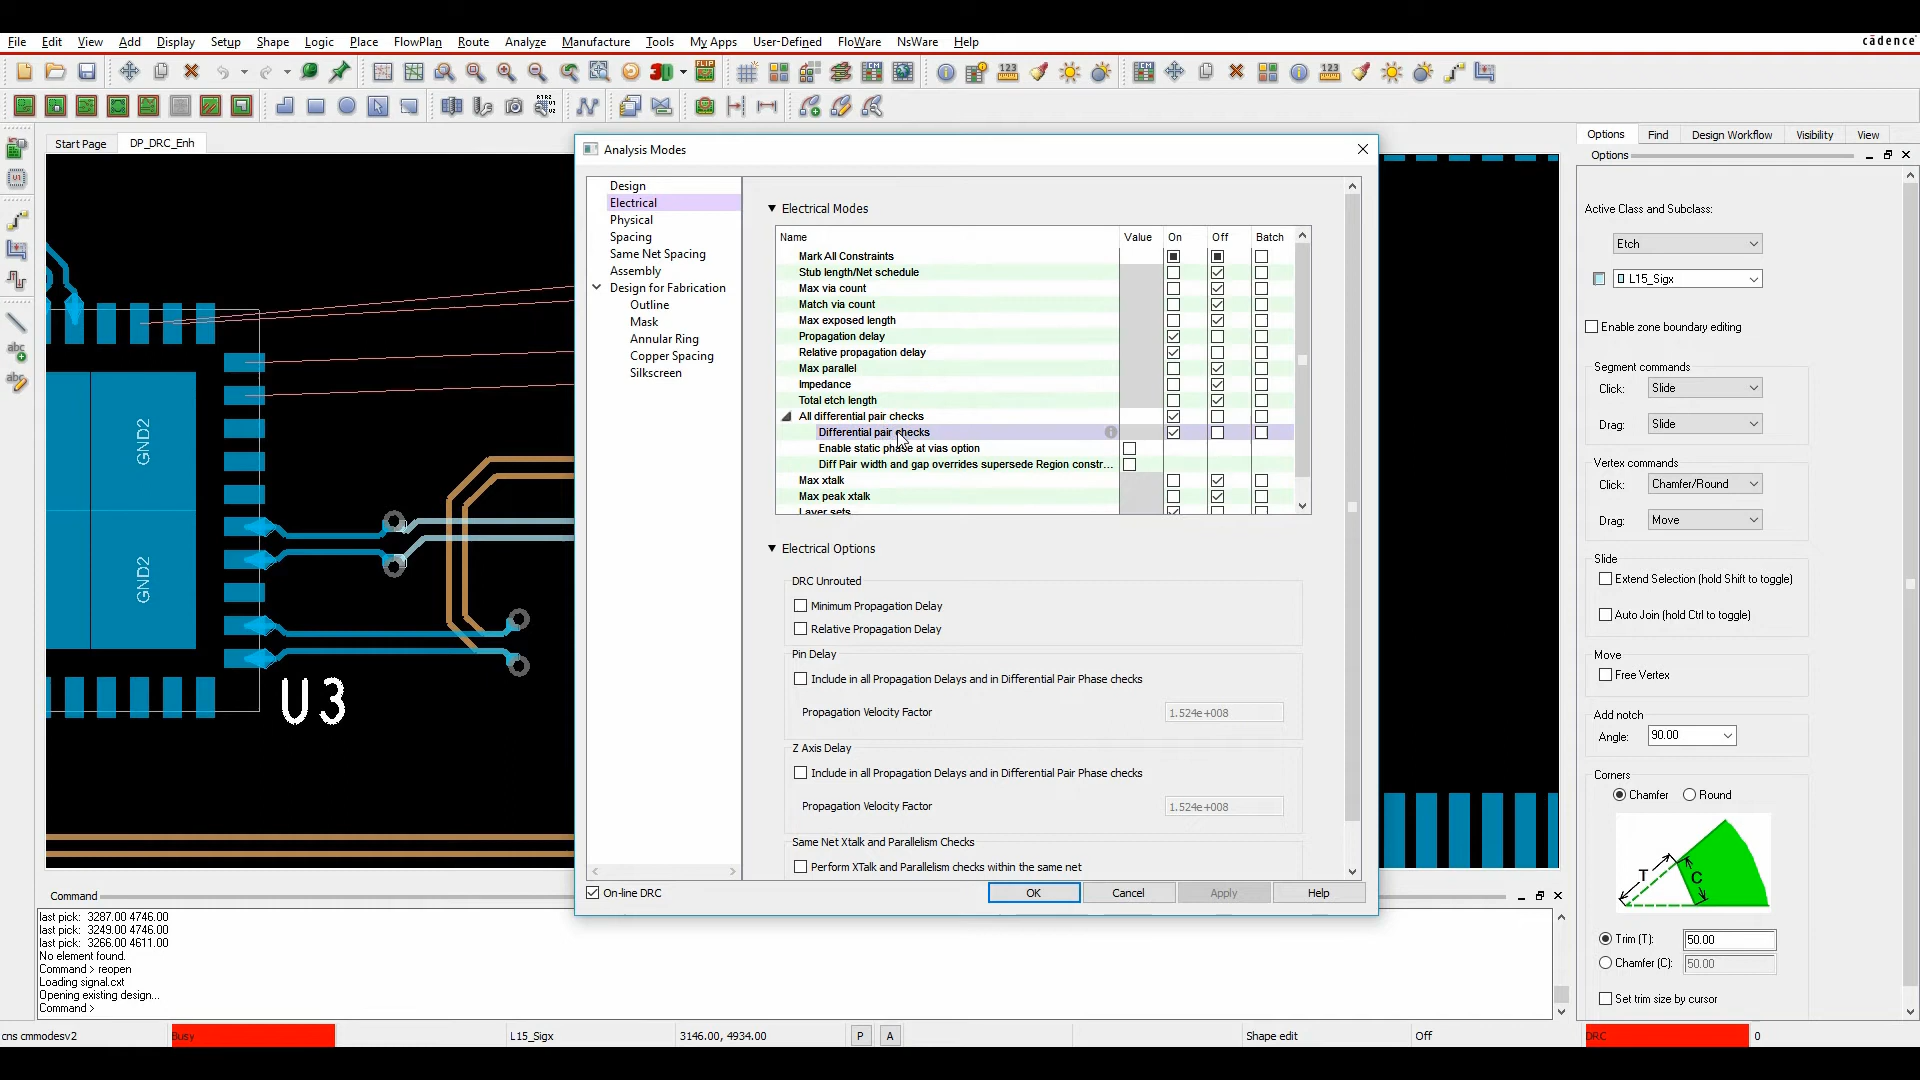 File Edit View Add Display Setup Shape Logic Place FlowPlan Route Analyze Manufacture Tools My Apps User-Defined FloWare NsWare Help
cādence
Start Page
DP_DRC_Enh
Analysis Modes
Design
Electrical
Physical
Spacing
Same Net Spacing
Assembly
Design for Fabrication
Outline
Mask
Annular Ring
Copper Spacing
Silkscreen
Electrical Modes
Name Value On Off Batch
Mark All Constraints
Stub length/Net schedule
Max via count
Match via count
Max exposed length
Propagation delay
Relative propagation delay
Max parallel
Impedance
Total etch length
All differential pair checks
Differential pair checks
Enable static phase at vias option
Diff Pair width and gap overrides supersede Region constr...
Max xtalk
Max peak xtalk
Layer sets
Electrical Options
DRC Unrouted
Minimum Propagation Delay
Relative Propagation Delay
Pin Delay
Include in all Propagation Delays and in Differential Pair Phase checks
Propagation Velocity Factor 1.524e+008
Z Axis Delay
Include in all Propagation Delays and in Differential Pair Phase checks
Propagation Velocity Factor 1.524e+008
Same Net Xtalk and Parallelism Checks
Perform XTalk and Parallelism checks within the same net
On-line DRC
OK Cancel Apply Help
GND2
GND2
U3
Options Find Design Workflow Visibility View
Options
Active Class and Subclass:
Etch
L15_Sigx
Enable zone boundary editing
Segment commands
Click: Slide
Drag: Slide
Vertex commands
Click: Chamfer/Round
Drag: Move
Slide
Extend Selection (hold Shift to toggle)
Auto Join (hold Ctrl to toggle)
Move
Free Vertex
Add notch
Angle: 90.00
Corners
Chamfer Round
T
C
Trim (T): 50.00
Chamfer (C): 50.00
Set trim size by cursor
Command
last pick: 3287.00 4746.00
last pick: 3249.00 4746.00
last pick: 3266.00 4611.00
No element found.
Command > reopen
Loading signal.cxt
Opening existing design...
Command >
cns cmmodesv2 Busy L15_Sigx 3146.00, 4934.00 P A Shape edit Off DRC 0